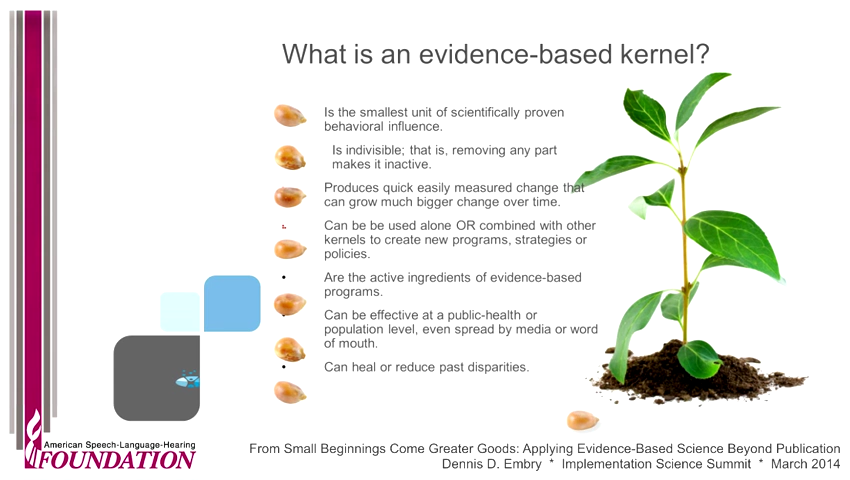 What is an evidence-based kernel?
Is the smallest unit of scientifically proven
behavioral influence.
Is indivisible; that is, removing any part
makes it inactive.
Produces quick easily measured change that
can grow much bigger change over time.
Can be be used alone OR combined with other
kernels to create new programs, strategies or
policies.
Are the active ingredients of evidence-based
programs.
Can be effective at a public-health or
population level, even spread by media or word
of mouth.
Can heal or reduce past disparities.
American Speech-Language-Hearing
FOUNDATION
From Small Beginnings Come Greater Goods: Applying Evidence-Based Science Beyond Publication
Dennis D. Embry * Implementation Science Summit * March 2014